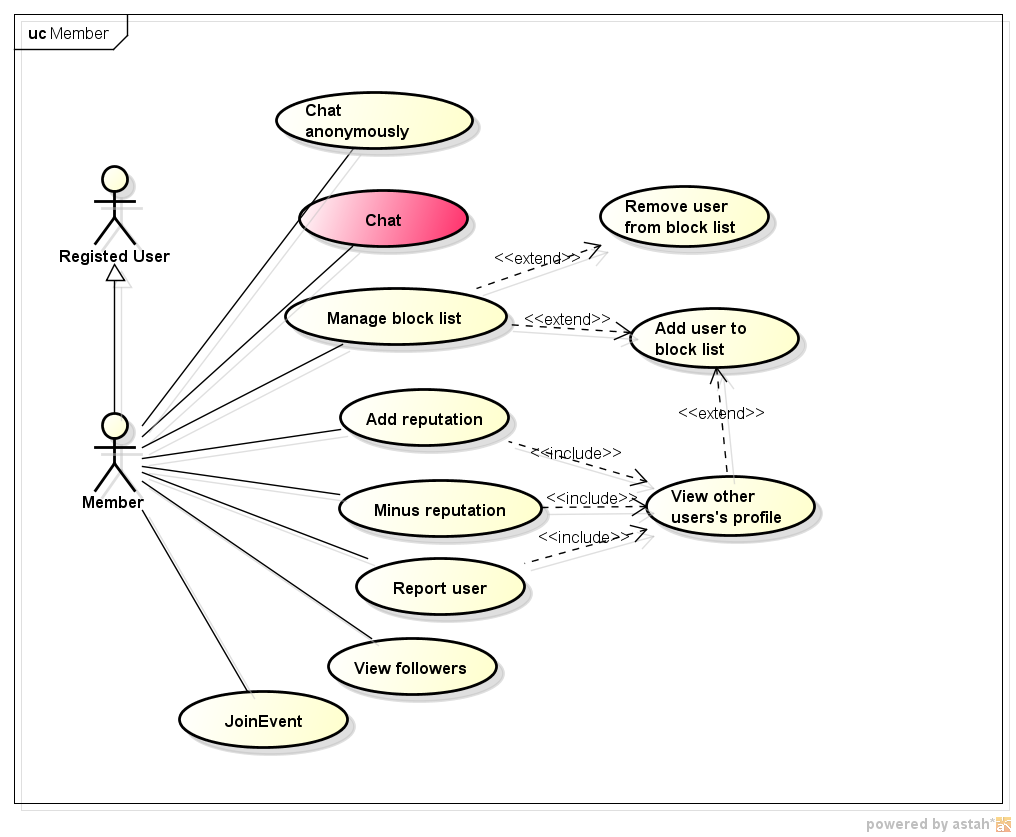 uc Member
Chat
anonymously
Registed User
Chat
Remove user
from block list
<<extend>>
Manage block list
<<extend>>
Add user to
block list
<<extend>>
Add reputation
<<include>>
Member
Minus reputation
<<include>>
View other
users's profile
<<include>>
Report user
View followers
JoinEvent
powered by astah*